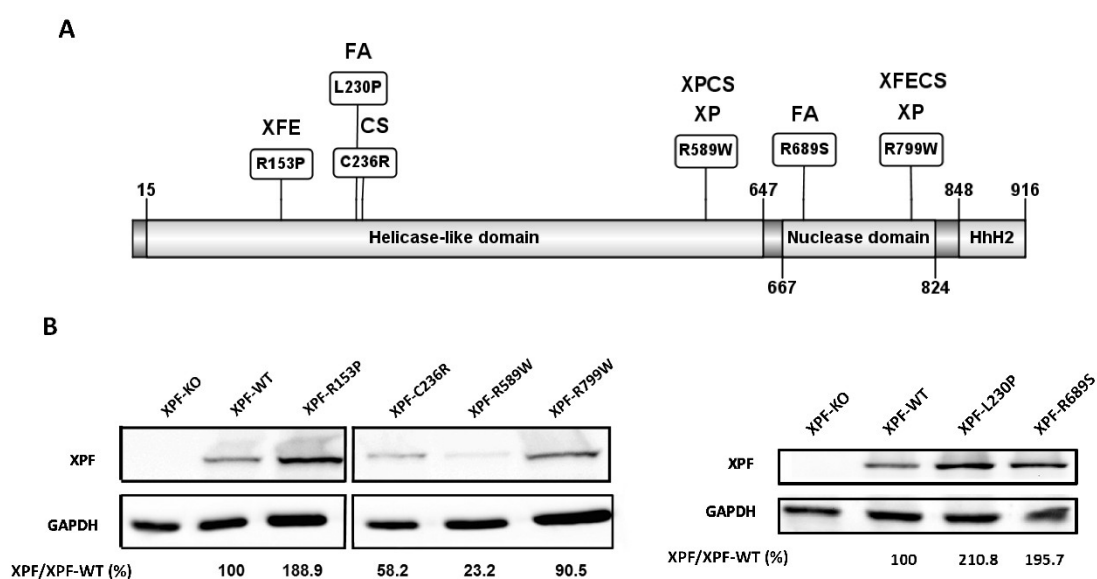 A
FA
L230P
XFE
CS
R153P
C236R
XPCS
XP
R589W
FA
R689S
XFECS
XP
R799W
15
647
848
916
Helicase-like domain
Nuclease domain
HhH2
667
824
B
XPF-KO
XPF-WT
XPF-R153P
XPF-C236R
XPF-R589W
XPF-R799W
XPF
GAPDH
XPF/XPF-WT (%) 100 188.9 58.2 23.2 90.5
XPF-KO
XPF-WT
XPF-L230P
XPF-R689S
XPF
GAPDH
XPF/XPF-WT (%) 100 210.8 195.7